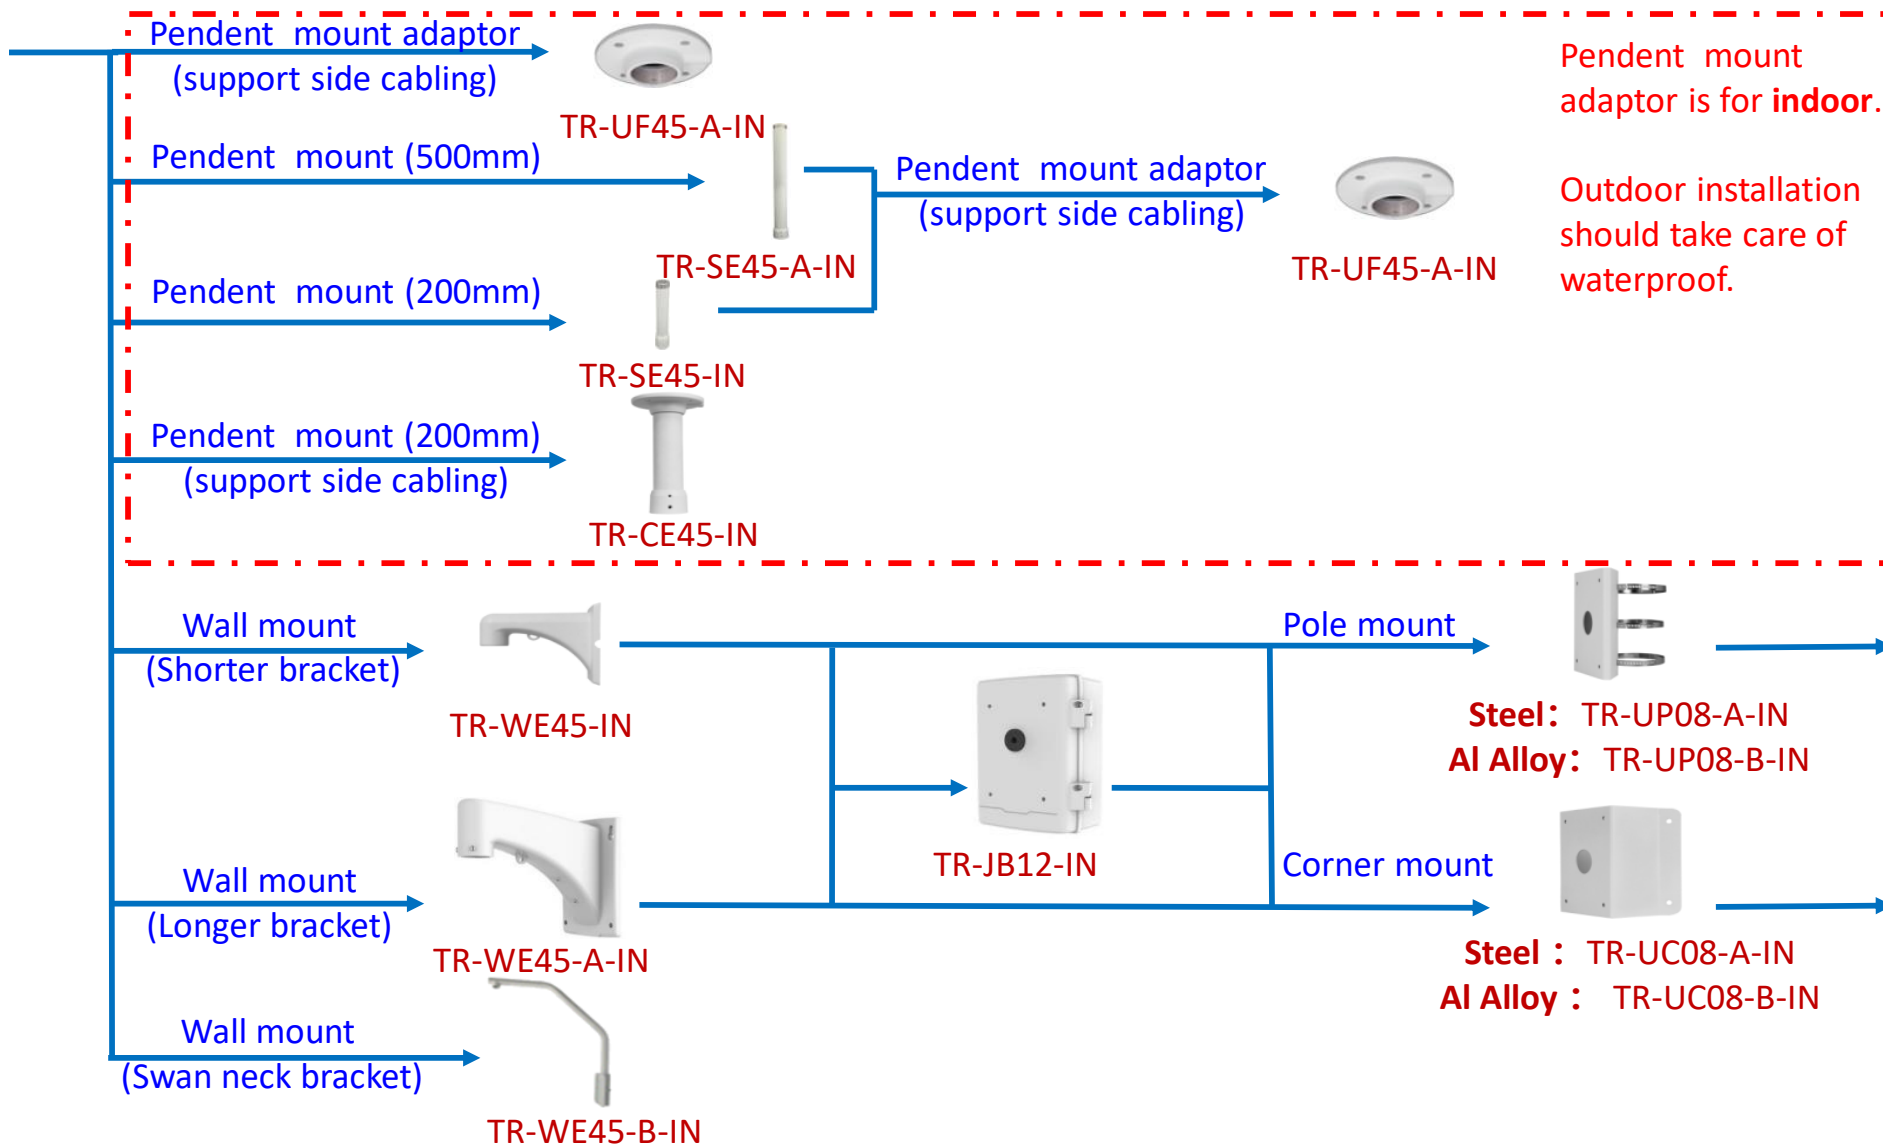 Pendent mount adaptor
(support side cabling)
TR-UF45-A-IN
Pendent mount
adaptor is for indoor.
Outdoor installation
should take care of
waterproof.
Pendent mount (500mm)
TR-SE45-A-IN
Pendent mount adaptor
(support side cabling)
TR-UF45-A-IN
Pendent mount (200mm)
TR-SE45-IN
Pendent mount (200mm)
(support side cabling)
TR-CE45-IN
Wall mount
(Shorter bracket)
TR-WE45-IN
Pole mount
Steel： TR-UP08-A-IN
Al Alloy： TR-UP08-B-IN
TR-JB12-IN
Wall mount
(Longer bracket)
TR-WE45-A-IN
Corner mount
Steel： TR-UC08-A-IN
Al Alloy： TR-UC08-B-IN
Wall mount
(Swan neck bracket)
TR-WE45-B-IN